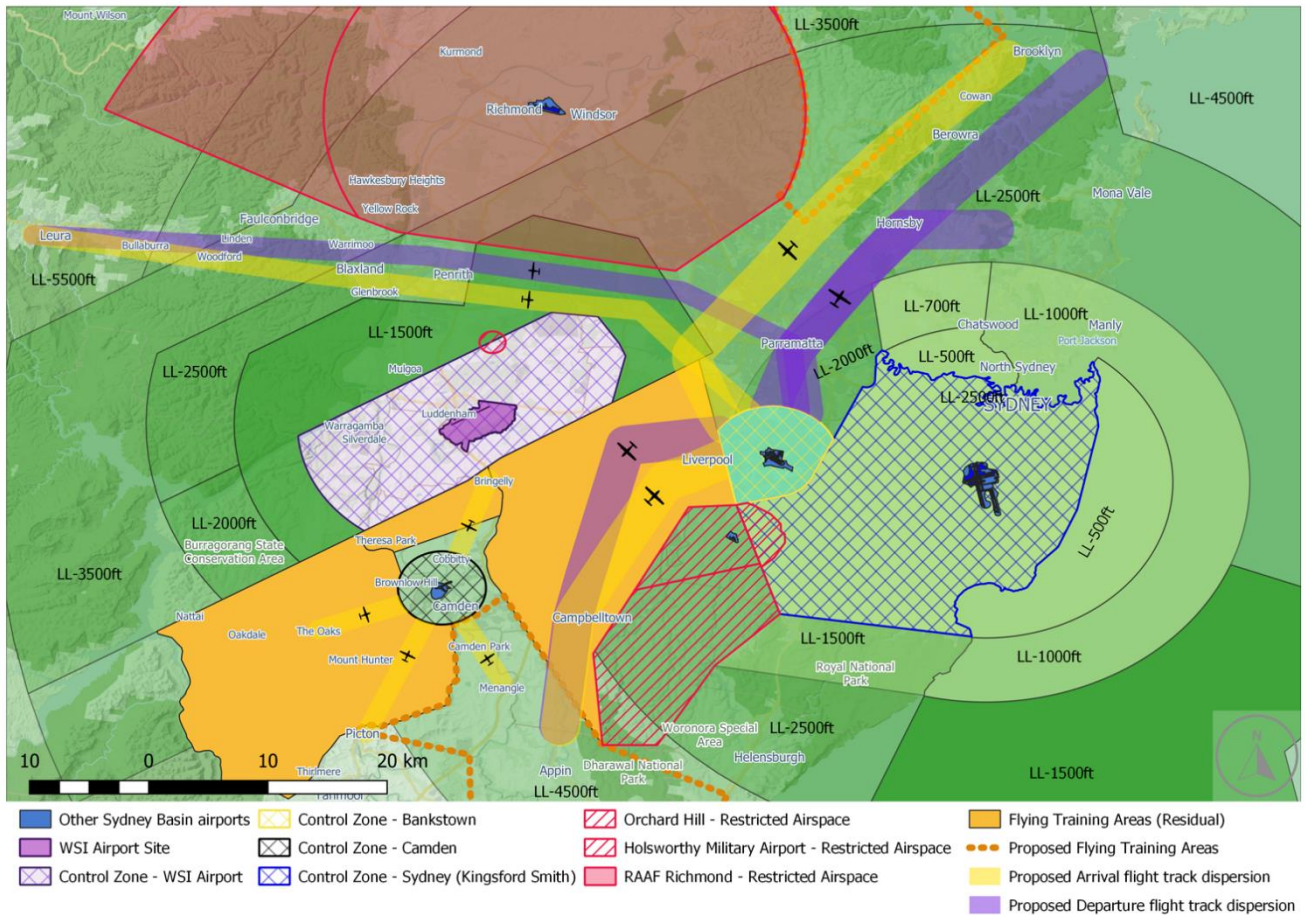 Mount Wilson
LL-3500ft
Kurmond
Brooklyn
Richmond
Windsor
Cowan
LL-4500ft
Berowra
Hawkesbury Heights
Yellow Rock
LL-2500ft
Mona Vale
Faulconbridge
Hornsby
Leura
Linden
Bullaburra
Warrimoo
Woodford
Blaxland
Penrith
LL-5500ft
Glenbrook
LL-700ft
LL-1000ft
LL-1500ft
Chatswood
Manly
Parramatta
Port Jackson
LL-2000ft
LL-500ft
North Sydney
LL-2500ft
Mulgoa
LL-2500ft
SYDNEY
Luddenham
Warragamba
Silverdale
Liverpool
Bringelly
LL-2000ft
LL-500ft
Theresa Park
Burragorang State
Conservation Area
Cobbitty
LL-3500ft
Brownlow Hill
Camden
Nattai
Campbelltown
The Oaks
Oakdale
LL-1500ft
Camden Park
Mount Hunter
LL-1000ft
Royal National
Park
Menangle
Picton
Woronora Special
Area
LL-2500ft
Helensburgh
10 0 10 20 km
Thirlmere
Appin
Dharawal National
Park
LL-1500ft
LL-4500ft
N
Other Sydney Basin airports
WSI Airport Site
Control Zone - WSI Airport
Control Zone - Bankstown
Control Zone - Camden
Control Zone - Sydney (Kingsford Smith)
Orchard Hill - Restricted Airspace
Holsworthy Military Airport - Restricted Airspace
RAAF Richmond - Restricted Airspace
Flying Training Areas (Residual)
Proposed Flying Training Areas
Proposed Arrival flight track dispersion
Proposed Departure flight track dispersion